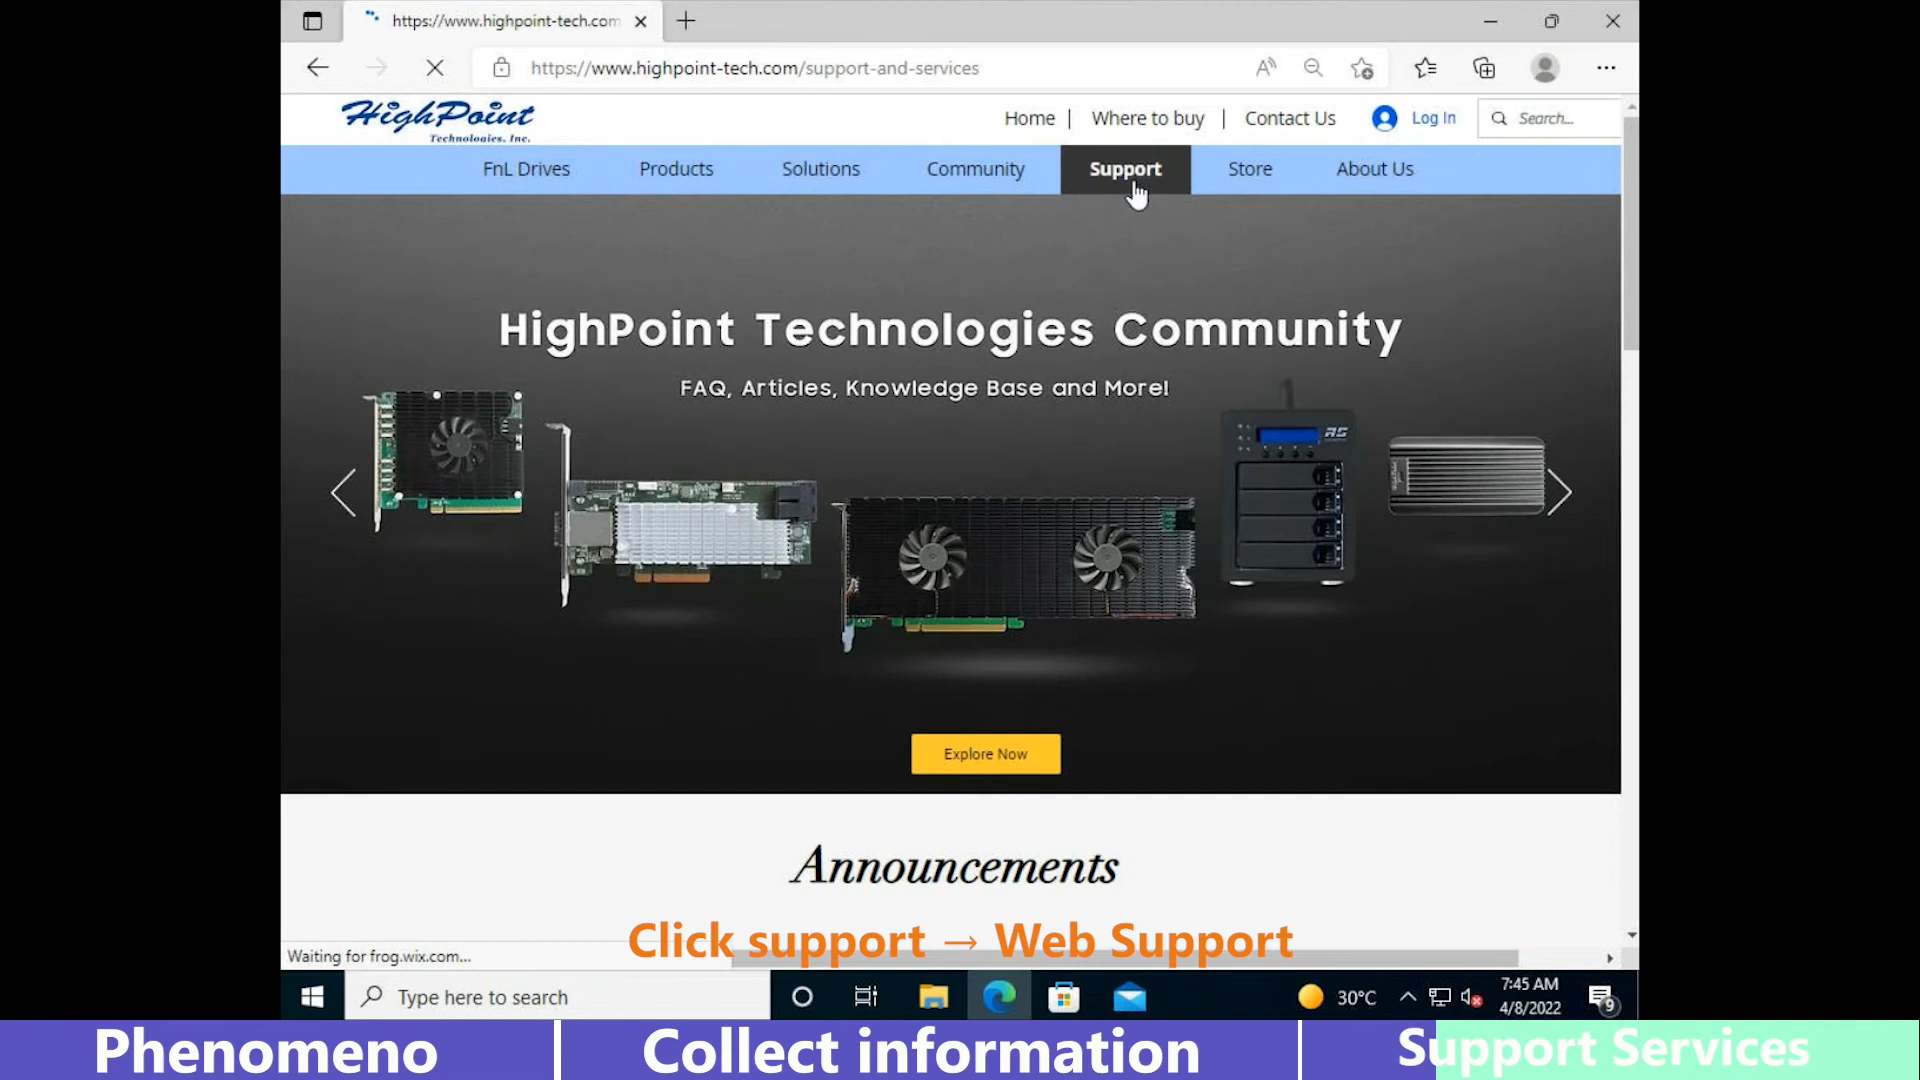 https://www.highpoint-tech.com
https://www.highpoint-tech.com/support-and-services
HighPoint
Technologies, Inc.
Home | Where to buy | Contact Us Log In Search...
FnL Drives Products Solutions Community Support Store About Us
HighPoint Technologies Community
FAQ, Articles, Knowledge Base and More!
RS
Explore Now
Announcements
Click support → Web Support
Waiting for frog.wix.com...
Type here to search
30°C
7:45 AM
4/8/2022
9
Phenomeno
Collect information
Support Services